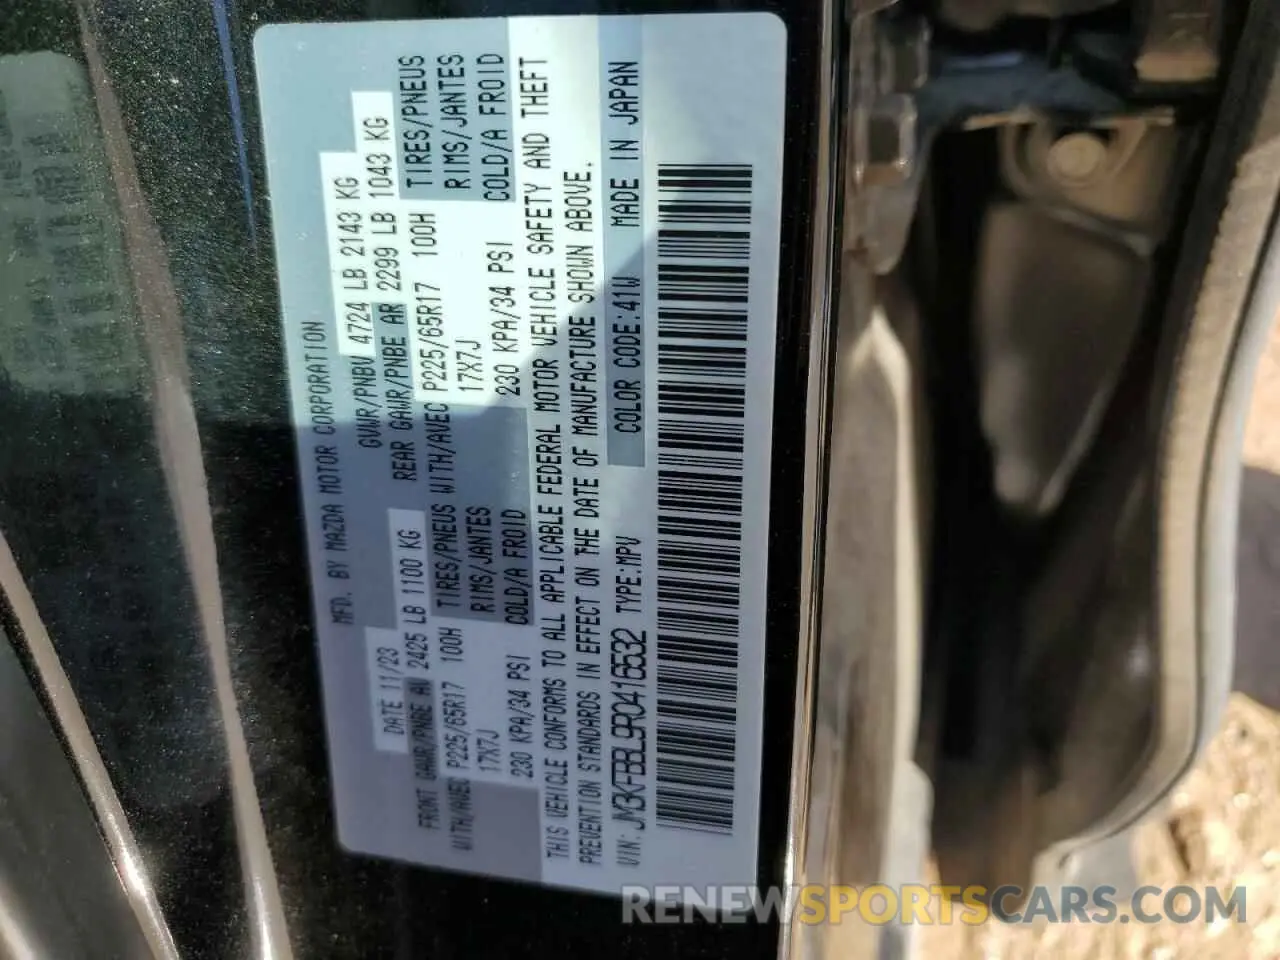 MFD. BY MAZDA MOTOR CORPORATION
DATE 11/23 GVWR/PNBV 4724 LB 2143 KG
FRONT GAWR/PNBE AV 2425 LB 1100 KG REAR GAWR/PNBE AR 2299 LB 1043 KG
WITH/AVEC P225/65R17 100H TIRES/PNEUS WITH/AVEC P225/65R17 100H TIRES/PNEUS
17X7J RIMS/JANTES 17X7J RIMS/JANTES
230 KPA/34 PSI COLD/A FROID 230 KPA/34 PSI COLD/A FROID
THIS VEHICLE CONFORMS TO ALL APPLICABLE FEDERAL MOTOR VEHICLE SAFETY AND THEFT
PREVENTION STANDARDS IN EFFECT ON THE DATE OF MANUFACTURE SHOWN ABOVE.
VIN: JM3KFBBL9R0416532 TYPE:MPV COLOR CODE:41W MADE IN JAPAN
RENEWSPORTSCARS.COM